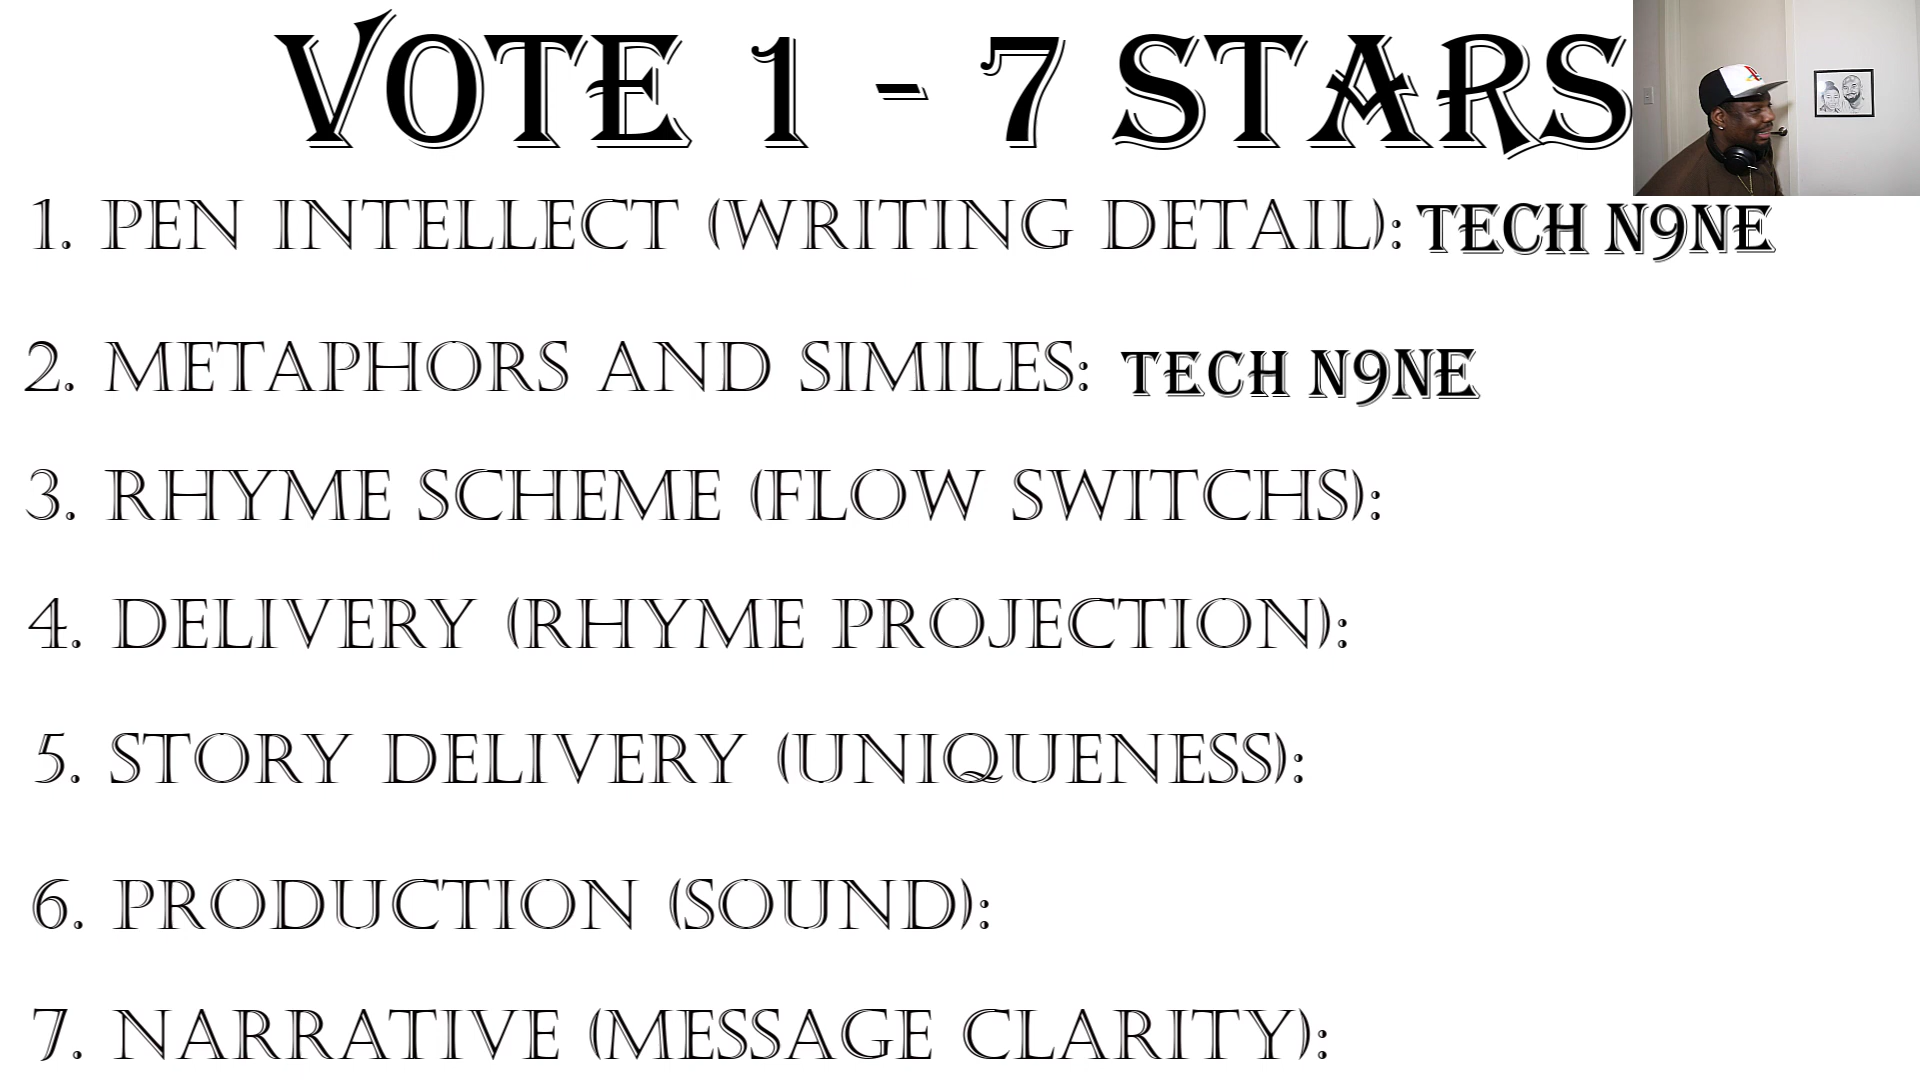 VOTE 1 - 7 STARS
1. PEN INTELLECT (WRITING DETAIL): TECH N9NE
2. METAPHORS AND SIMILES: TECH N9NE
3. RHYME SCHEME (FLOW SWITCHS):
4. DELIVERY (RHYME PROJECTION):
5. STORY DELIVERY (UNIQUENESS):
6. PRODUCTION (SOUND):
7. NARRATIVE (MESSAGE CLARITY):